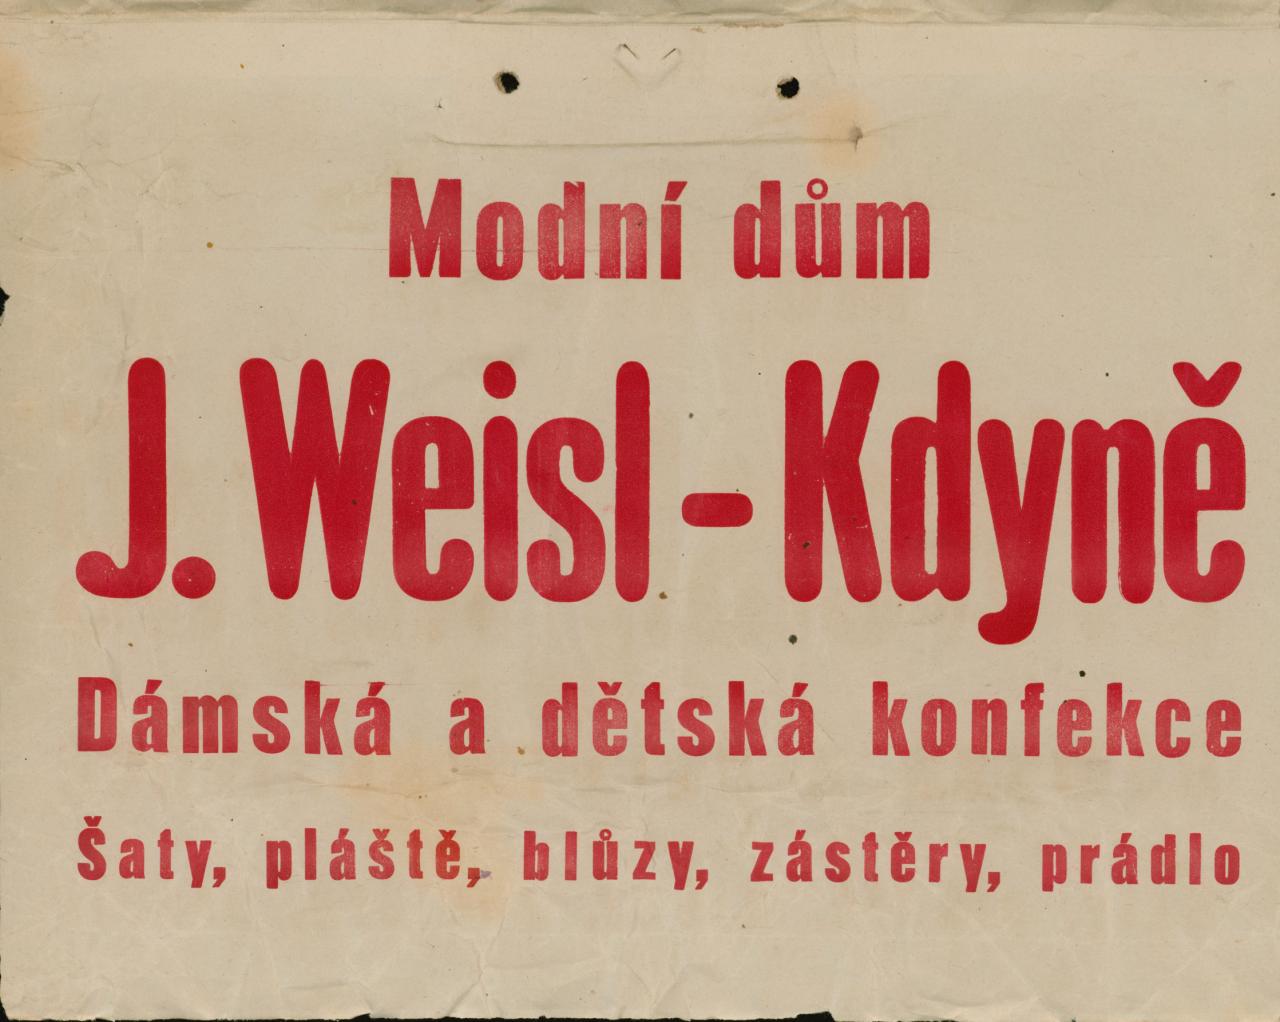 Modní dům
J. Weisl - Kdyně
Dámská a dětská konfekce
Šaty, pláště, blůzy, zástěry, prádlo